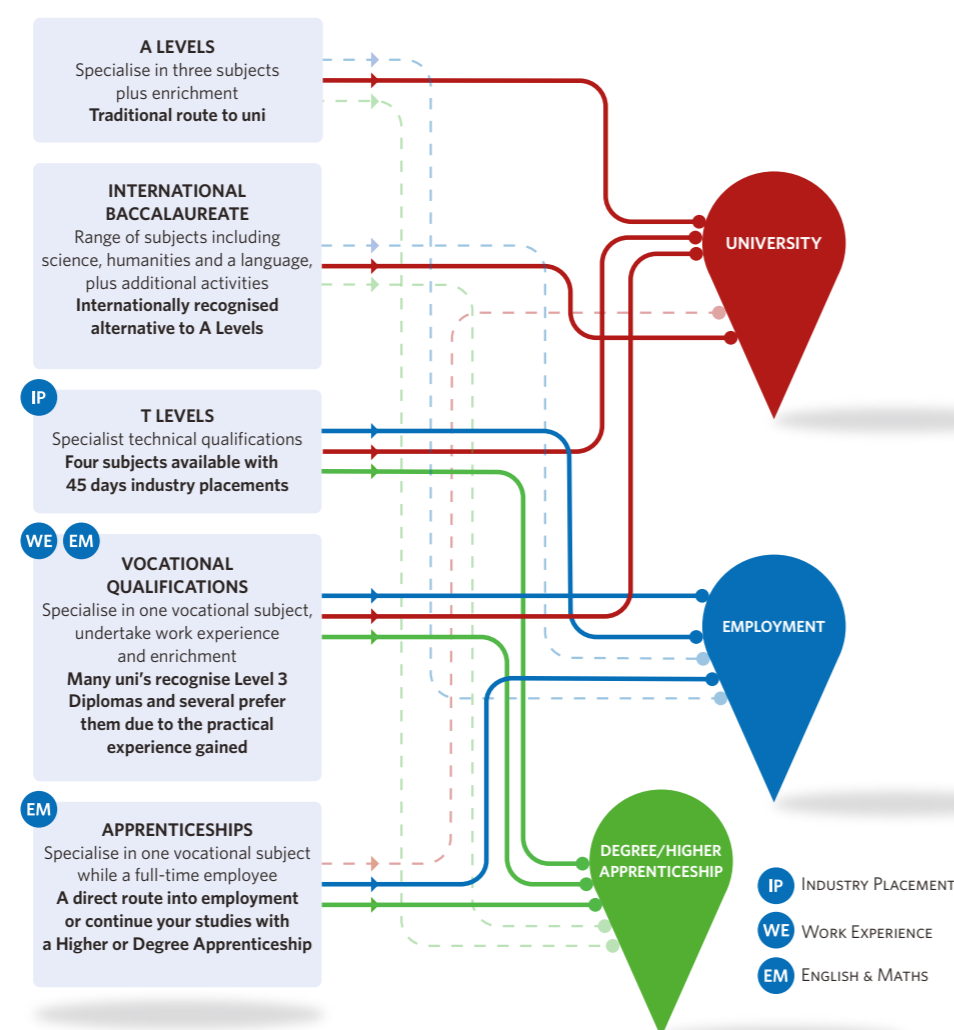 A LEVELS
Specialise in three subjects
plus enrichment
Traditional route to uni
INTERNATIONAL
BACCALAUREATE
Range of subjects including
science, humanities and a language,
plus additional activities
Internationally recognised
alternative to A Levels
IP
T LEVELS
Specialist technical qualifications
Four subjects available with
45 days industry placements
WE EM
VOCATIONAL
QUALIFICATIONS
Specialise in one vocational subject,
undertake work experience
and enrichment
Many uni's recognise Level 3
Diplomas and several prefer
them due to the practical
experience gained
EM
APPRENTICESHIPS
Specialise in one vocational subject
while a full-time employee
A direct route into employment
or continue your studies with
a Higher or Degree Apprenticeship
UNIVERSITY
EMPLOYMENT
DEGREE/HIGHER
APPRENTICESHIP
IP INDUSTRY PLACEMENT
WE WORK EXPERIENCE
EM ENGLISH & MATHS